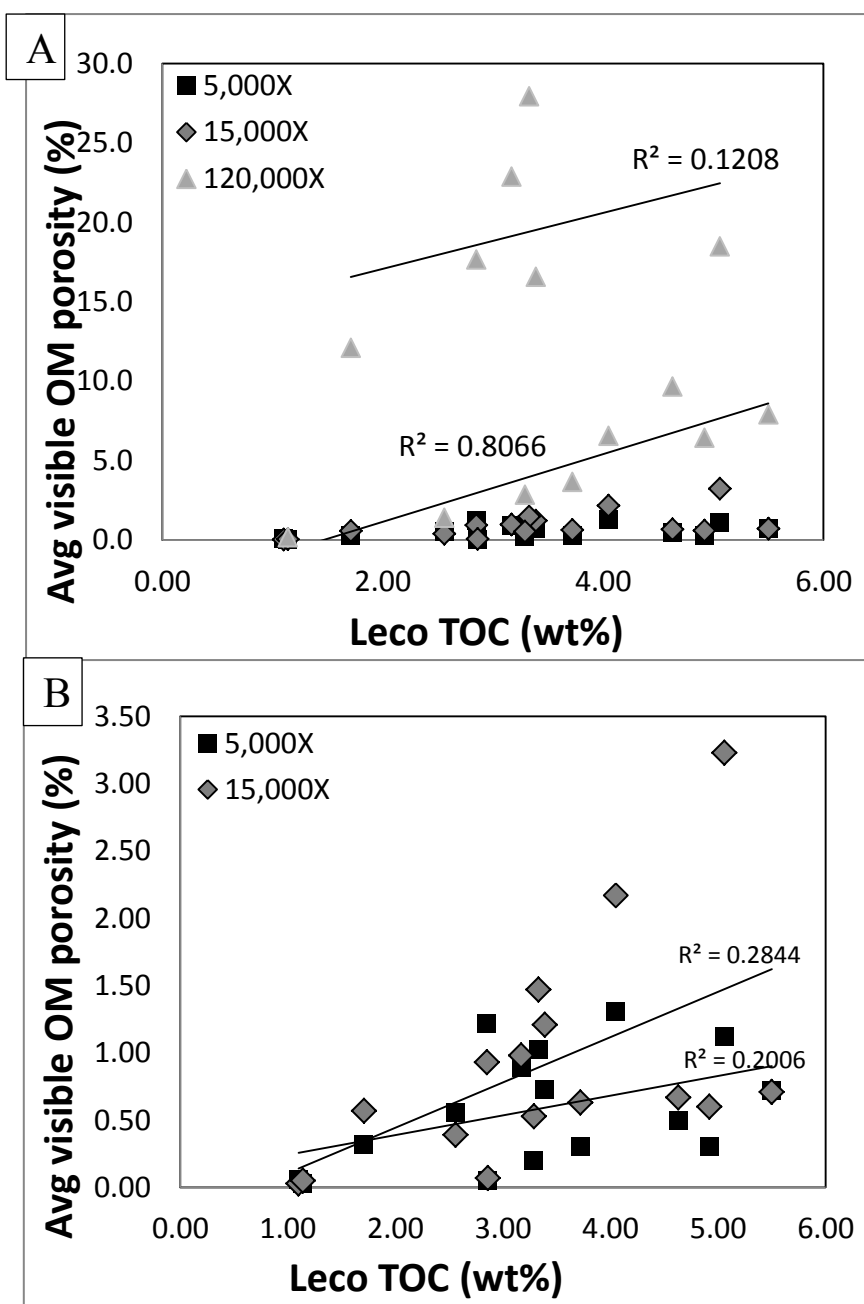 A
30.0
25.0
20.0
15.0
10.0
5.0
0.0
Avg visible OM porosity (%)
5,000X
15,000X
120,000X
R² = 0.1208
R² = 0.8066
0.00 2.00 4.00 6.00
Leco TOC (wt%)
B
3.50
3.00
2.50
2.00
1.50
1.00
0.50
0.00
Avg visible OM porosity (%)
5,000X
15,000X
R² = 0.2844
R² = 0.2006
0.00 1.00 2.00 3.00 4.00 5.00 6.00
Leco TOC (wt%)